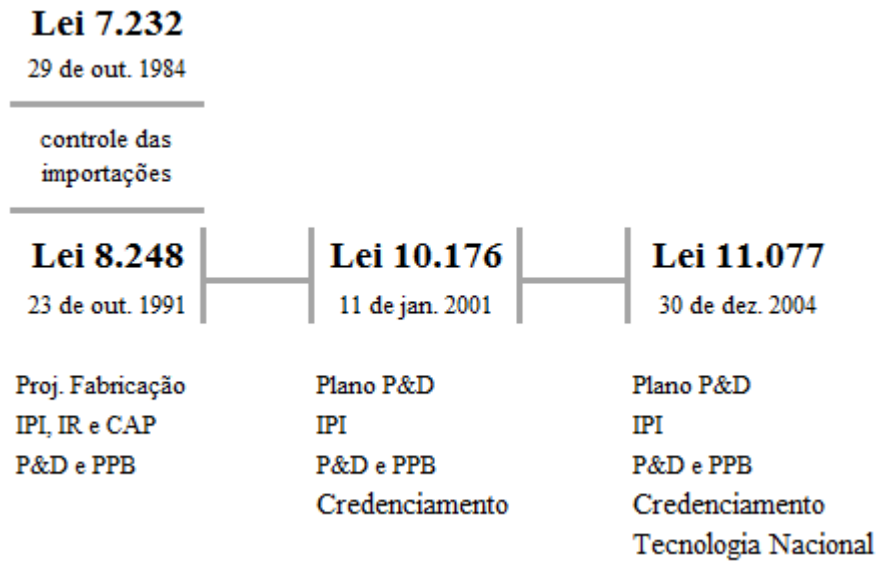 Lei 7.232
29 de out. 1984
controle das
importações
Lei 8.248
23 de out. 1991
Proj. Fabricação
IPI, IR e CAP
P&D e PPB
Lei 10.176
11 de jan. 2001
Plano P&D
IPI
P&D e PPB
Credenciamento
Lei 11.077
30 de dez. 2004
Plano P&D
IPI
P&D e PPB
Credenciamento
Tecnologia Nacional